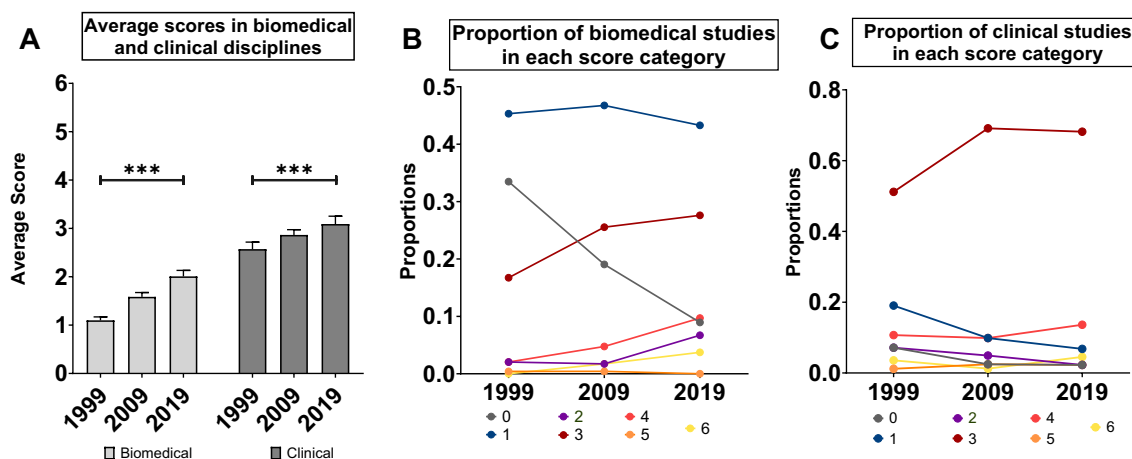 A
Average scores in biomedical
and clinical disciplines
Average Score
6
5
4
3
2
1
0
***
***
1999
2009
2019
1999
2009
2019
Biomedical
Clinical
B
Proportion of biomedical studies
in each score category
Proportions
0.5
0.4
0.3
0.2
0.1
0.0
1999 2009 2019
0 2 4 6
1 3 5
C
Proportion of clinical studies
in each score category
Proportions
0.8
0.6
0.4
0.2
0.0
1999 2009 2019
0 2 4 6
1 3 5